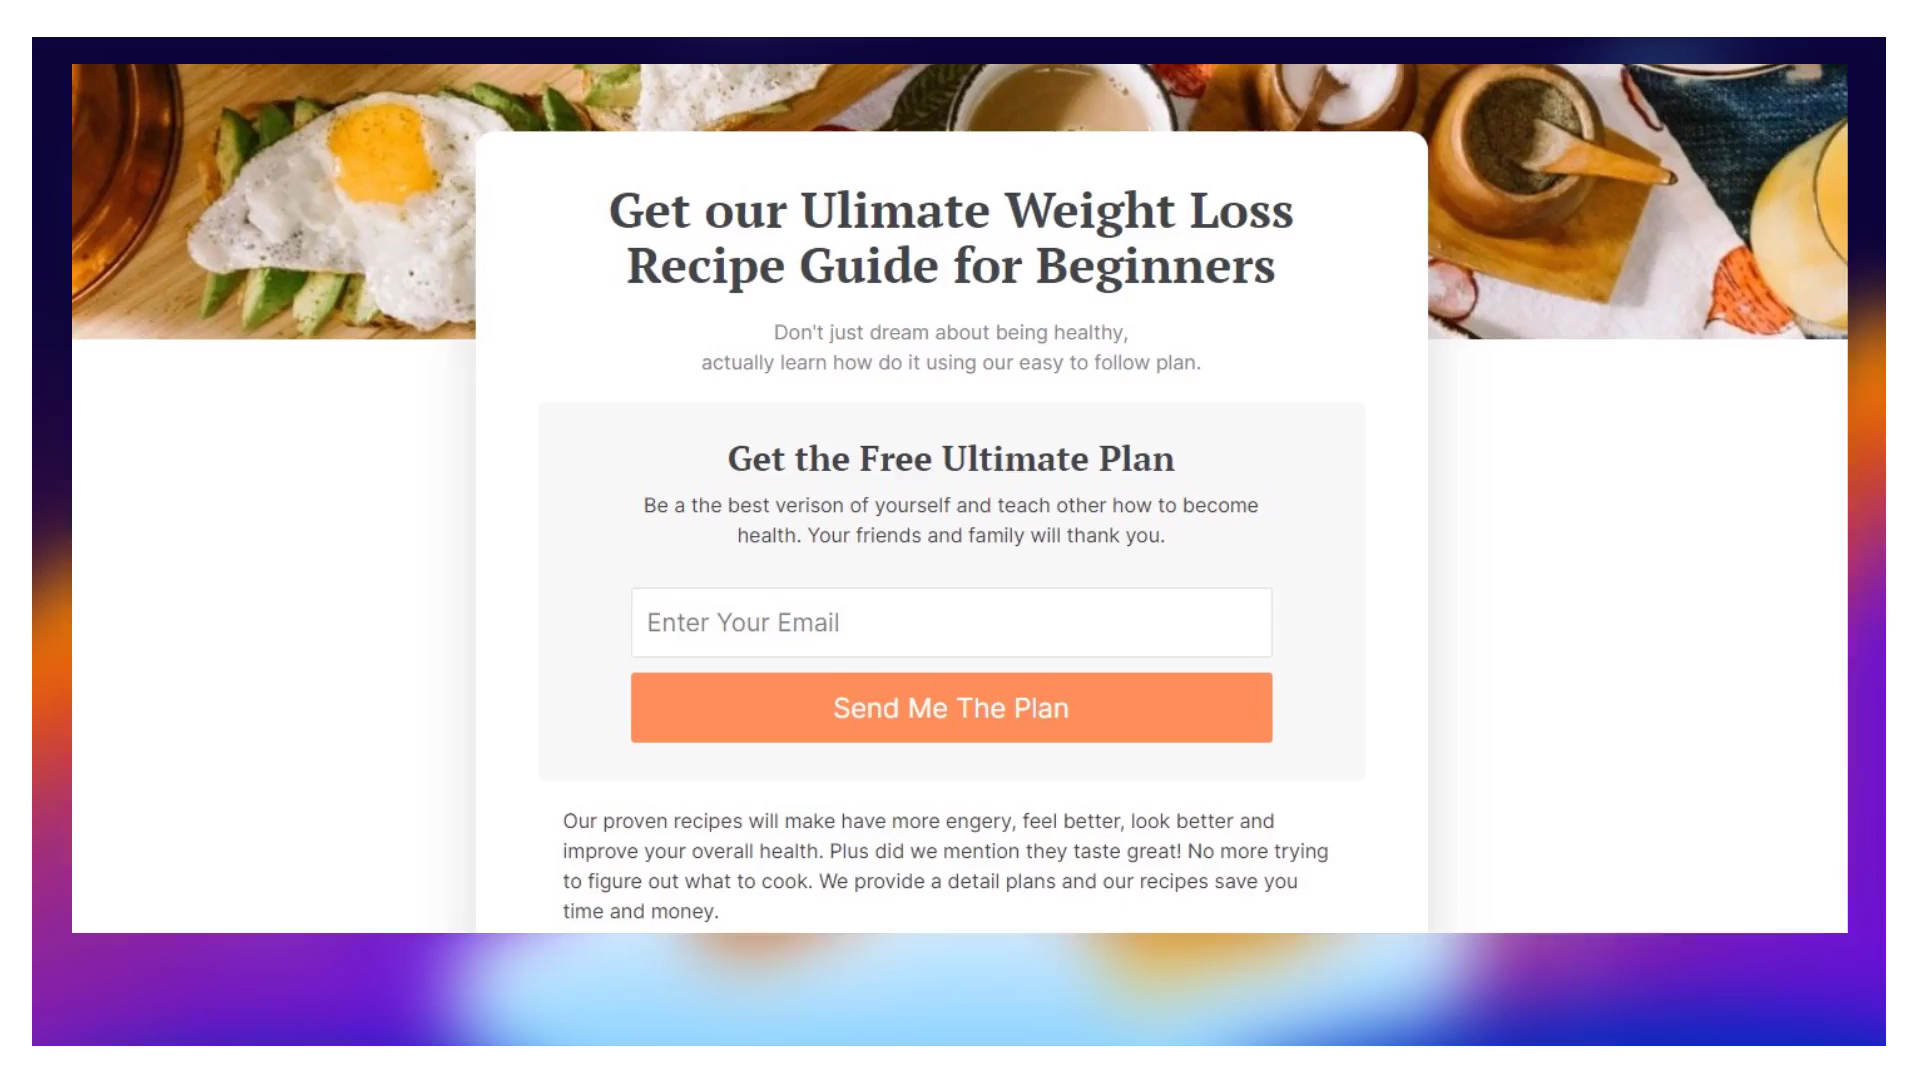 Get our Ulimate Weight Loss
Recipe Guide for Beginners
Don't just dream about being healthy,
actually learn how do it using our easy to follow plan.
Get the Free Ultimate Plan
Be a the best verison of yourself and teach other how to become
health. Your friends and family will thank you.
Enter Your Email
Send Me The Plan
Our proven recipes will make have more engery, feel better, look better and
improve your overall health. Plus did we mention they taste great! No more trying
to figure out what to cook. We provide a detail plans and our recipes save you
time and money.